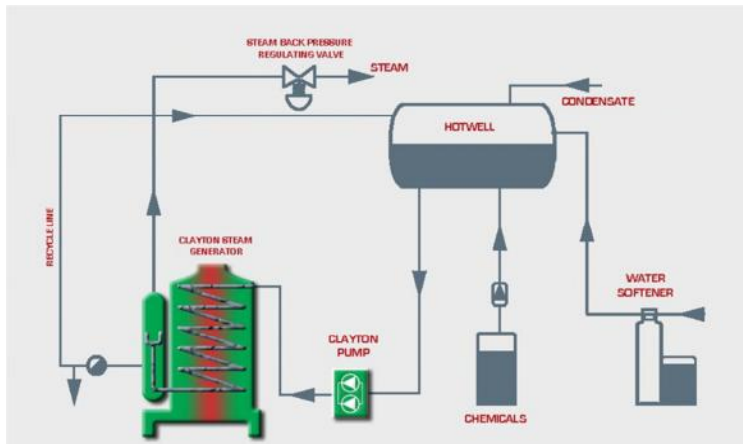 STEAM BACK PRESSURE
REGULATING VALVE
STEAM
CONDENSATE
HOTWELL
RECYCLE LINE
CLAYTON STEAM
GENERATOR
WATER
SOFTENER
CLAYTON
PUMP
CHEMICALS